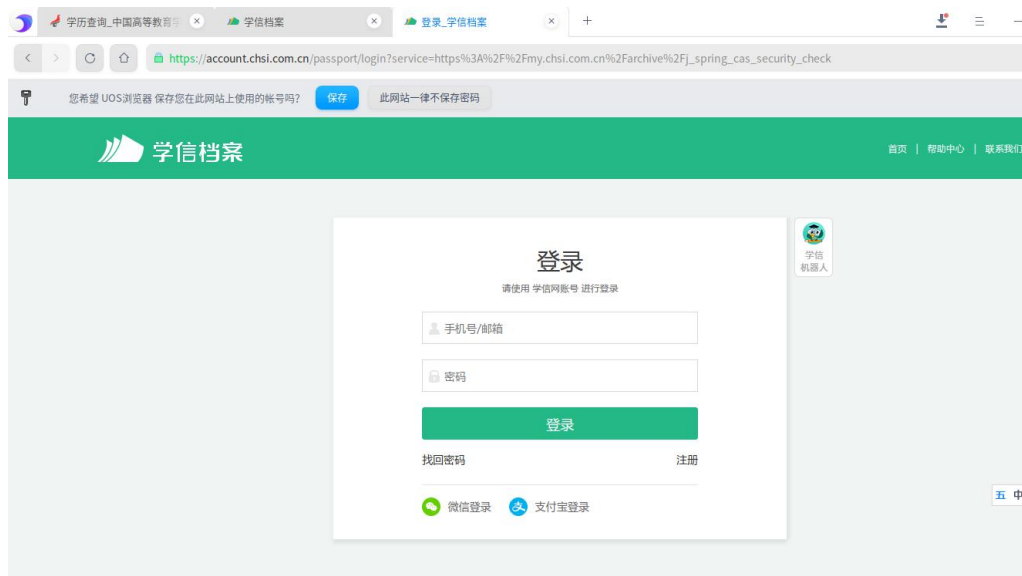 学历查询_中国高等教育学
学信档案
登录_学信档案
https://account.chsi.com.cn/passport/login?service=https%3A%2F%2Fmy.chsi.com.cn%2Farchive%2Fj_spring_cas_security_check
您希望 UOS浏览器 保存您在此网站上使用的帐号吗? 保存 此网站一律不保存密码
学信档案
首页 | 帮助中心 | 联系我们
登录
学信
机器人
请使用 学信网账号 进行登录
手机号/邮箱
密码
登录
找回密码 注册
微信登录 支付宝登录
五 中